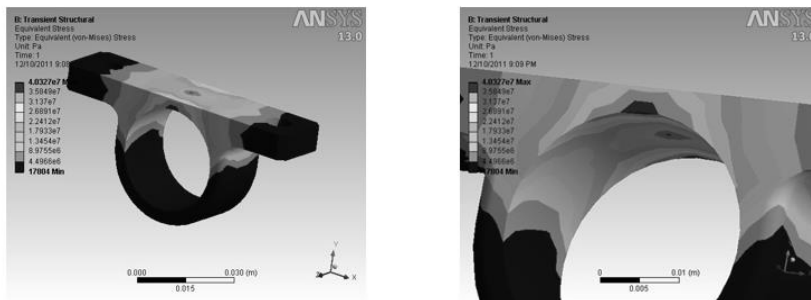 B: Transient Structural
Equivalent Stress
Type: Equivalent (von-Mises) Stress
Unit: Pa
Time: 1
ANSYS
13.0
4.0327e7
3.5849e7
3.137e7
2.6891e7
2.2412e7
1.7933e7
1.3454e7
8.9755e6
4.4966e6
17804 Min
0.000
0.030 (m)
0.015
Y
Z
X
B: Transient Structural
Equivalent Stress
Type: Equivalent (von-Mises) Stress
Unit: Pa
Time: 1
12/10/2011 9:09 PM
ANSYS
13.0
4.0327e7 Max
3.5849e7
3.137e7
2.6891e7
2.2412e7
1.7933e7
1.3454e7
8.9755e6
4.4966e6
17804 Min
0
0.01 (m)
0.005